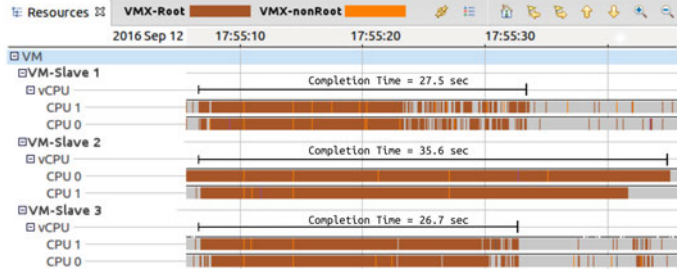 Resources VMX-Root VMX-nonRoot
2016 Sep 12 17:55:10 17:55:20 17:55:30
VM
VM-Slave 1
Completion Time = 27.5 sec
vCPU
CPU 1
CPU 0
VM-Slave 2
Completion Time = 35.6 sec
vCPU
CPU 0
CPU 1
VM-Slave 3
Completion Time = 26.7 sec
vCPU
CPU 1
CPU 0